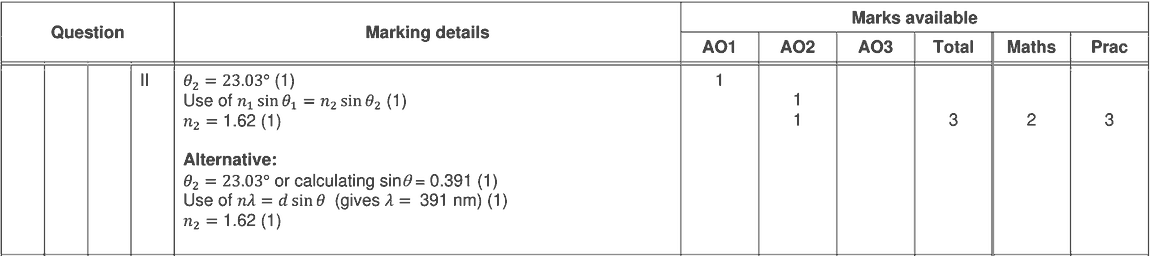 Question Marking details Marks available
AO1 AO2 AO3 Total Maths Prac
II θ₂ = 23.03° (1) 1
Use of n₁ sin θ₁ = n₂ sin θ₂ (1) 1
n₂ = 1.62 (1) 1 3 2 3
Alternative:
θ₂ = 23.03° or calculating sinθ = 0.391 (1)
Use of nλ = d sin θ (gives λ = 391 nm) (1)
n₂ = 1.62 (1)